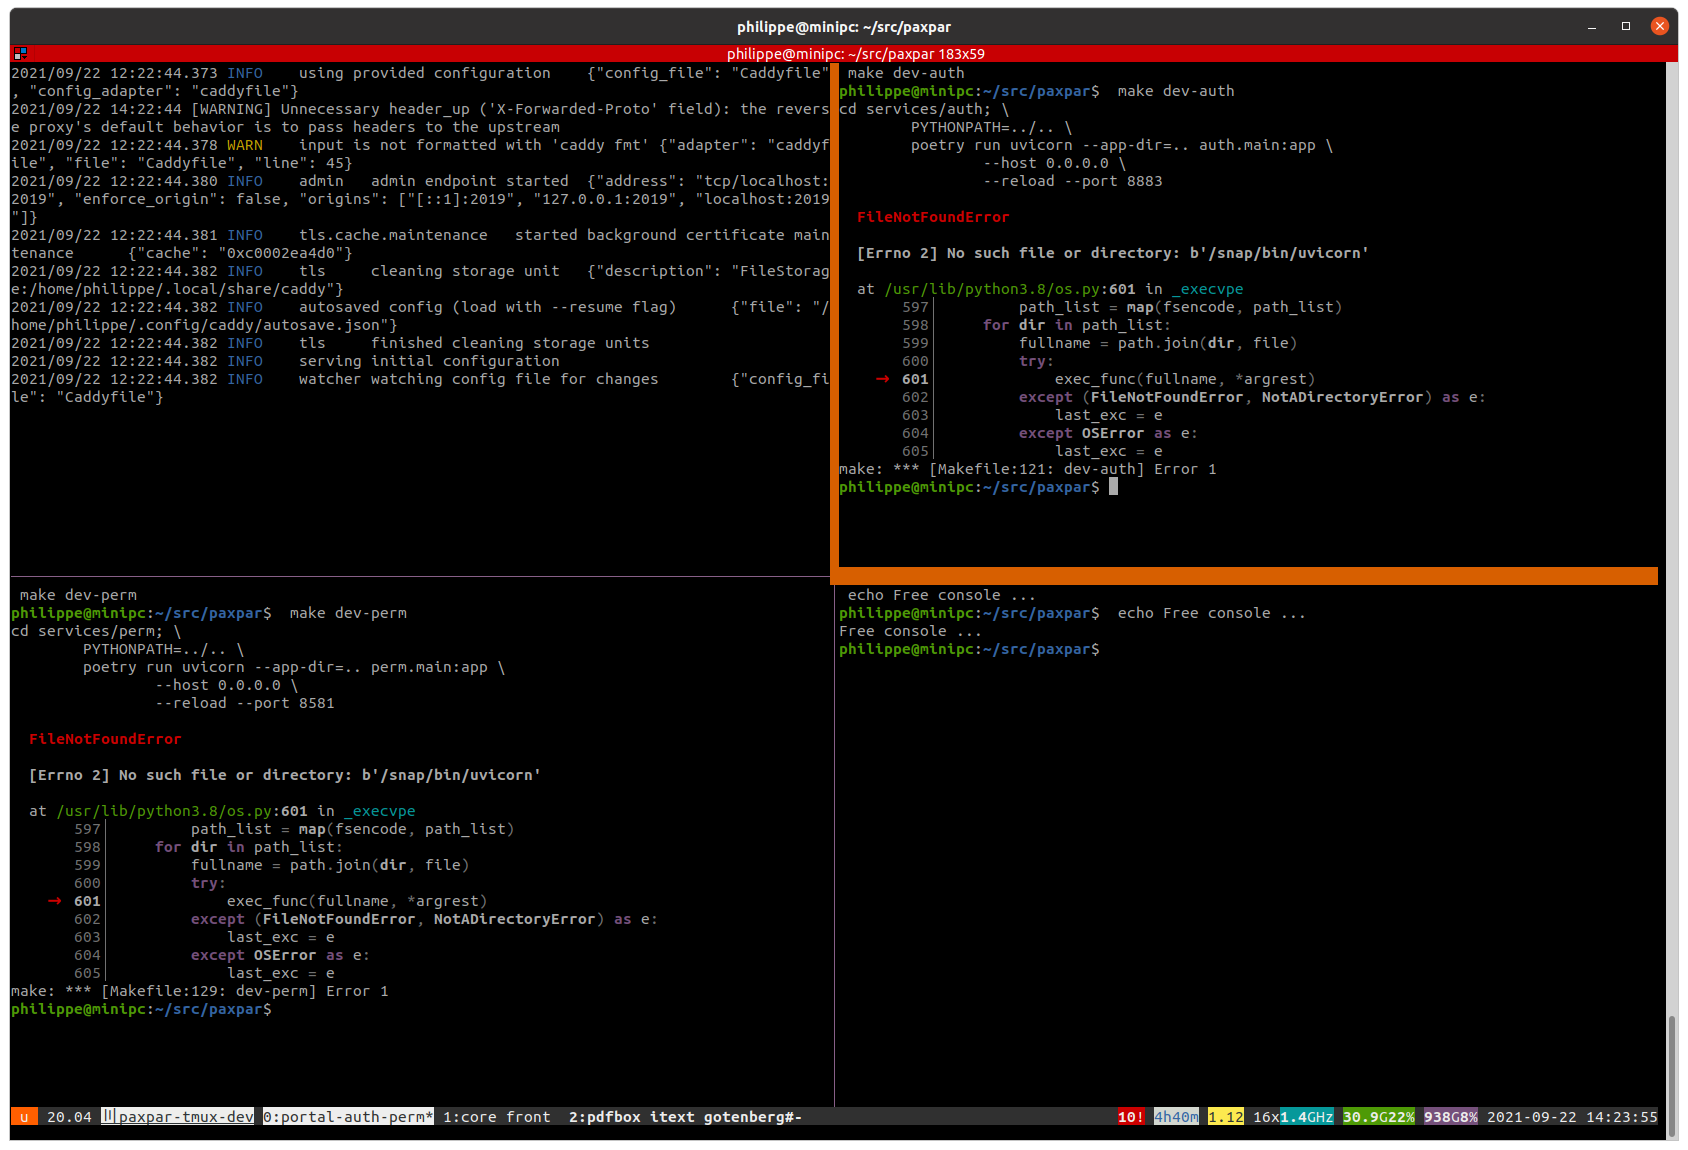 philippe@minipc: ~/src/paxpar
philippe@minipc: ~/src/paxpar 183x59
2021/09/22 12:22:44.373 INFO    using provided configuration    {"config_file": "Caddyfile"
, "config_adapter": "caddyfile"}
2021/09/22 14:22:44 [WARNING] Unnecessary header_up ('X-Forwarded-Proto' field): the revers
e proxy's default behavior is to pass headers to the upstream
2021/09/22 12:22:44.378 WARN    input is not formatted with 'caddy fmt' {"adapter": "caddyf
ile", "file": "Caddyfile", "line": 45}
2021/09/22 12:22:44.380 INFO    admin   admin endpoint started  {"address": "tcp/localhost:
2019", "enforce_origin": false, "origins": ["[::1]:2019", "127.0.0.1:2019", "localhost:2019
"]}
2021/09/22 12:22:44.381 INFO    tls.cache.maintenance   started background certificate main
tenance      {"cache": "0xc0002ea4d0"}
2021/09/22 12:22:44.382 INFO    tls     cleaning storage unit   {"description": "FileStorag
e:/home/philippe/.local/share/caddy"}
2021/09/22 12:22:44.382 INFO    autosaved config (load with --resume flag)      {"file": "/
home/philippe/.config/caddy/autosave.json"}
2021/09/22 12:22:44.382 INFO    tls     finished cleaning storage units
2021/09/22 12:22:44.382 INFO    serving initial configuration
2021/09/22 12:22:44.382 INFO    watcher watching config file for changes        {"config_fi
le": "Caddyfile"}
make dev-auth
philippe@minipc:~/src/paxpar$  make dev-auth
cd services/auth; \
        PYTHONPATH=../.. \
        poetry run uvicorn --app-dir=.. auth.main:app \
                --host 0.0.0.0 \
                --reload --port 8883
FileNotFoundError
[Errno 2] No such file or directory: b'/snap/bin/uvicorn'
at /usr/lib/python3.8/os.py:601 in _execvpe
597│         path_list = map(fsencode, path_list)
598│     for dir in path_list:
599│         fullname = path.join(dir, file)
600│         try:
→ 601│             exec_func(fullname, *argrest)
602│         except (FileNotFoundError, NotADirectoryError) as e:
603│             last_exc = e
604│         except OSError as e:
605│             last_exc = e
make: *** [Makefile:121: dev-auth] Error 1
philippe@minipc:~/src/paxpar$
make dev-perm
philippe@minipc:~/src/paxpar$  make dev-perm
cd services/perm; \
        PYTHONPATH=../.. \
        poetry run uvicorn --app-dir=.. perm.main:app \
                --host 0.0.0.0 \
                --reload --port 8581
FileNotFoundError
[Errno 2] No such file or directory: b'/snap/bin/uvicorn'
at /usr/lib/python3.8/os.py:601 in _execvpe
597│         path_list = map(fsencode, path_list)
598│     for dir in path_list:
599│         fullname = path.join(dir, file)
600│         try:
→ 601│             exec_func(fullname, *argrest)
602│         except (FileNotFoundError, NotADirectoryError) as e:
603│             last_exc = e
604│         except OSError as e:
605│             last_exc = e
make: *** [Makefile:129: dev-perm] Error 1
philippe@minipc:~/src/paxpar$
echo Free console ...
philippe@minipc:~/src/paxpar$  echo Free console ...
Free console ...
philippe@minipc:~/src/paxpar$
u 20.04 paxpar-tmux-dev 0:portal-auth-perm* 1:core front  2:pdfbox itext gotenberg#- 10! 4h40m 1.12 16x1.4GHz 30.9G22% 938G8% 2021-09-22 14:23:55